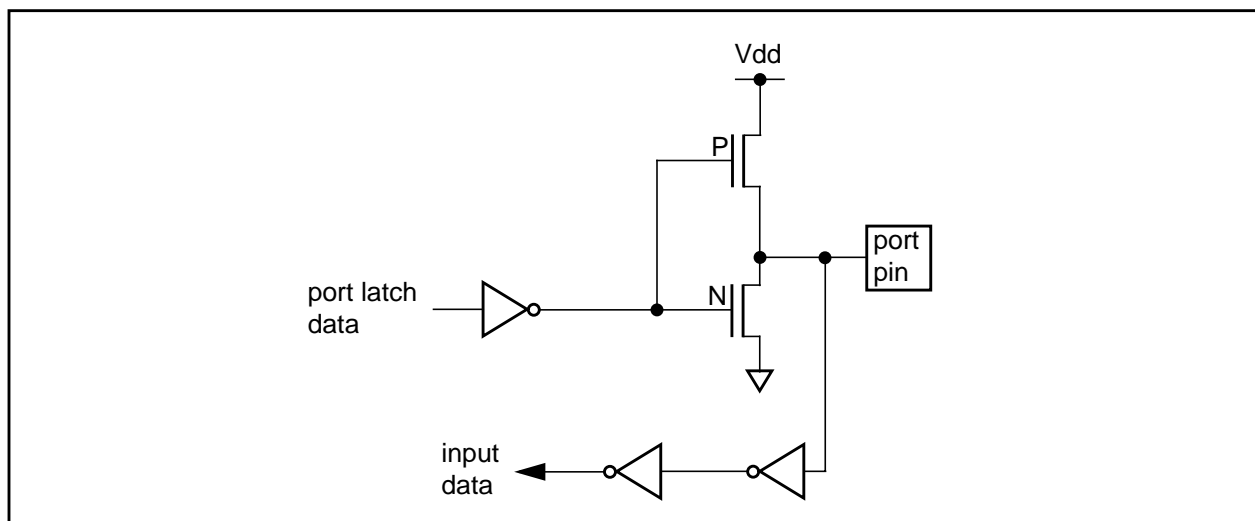 Vdd
P
port
pin
N
port latch
data
input
data